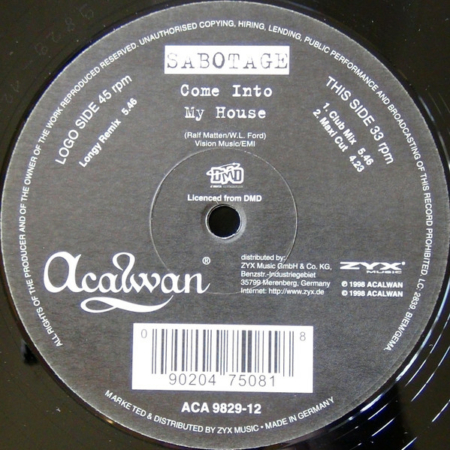 ALL RIGHTS OF THE PRODUCER AND OF THE OWNER OF THE WORK REPRODUCED RESERVED. UNAUTHORISED COPYING, HIRING, LENDING, PUBLIC PERFORMANCE AND BROADCASTING OF THIS RECORD PROHIBITED. LC 2839 BIEM/GEMA
SABOTAGE
Come Into
My House
(Ralf Matten/W.L. Ford)
Vision Music/EMI
LOGO SIDE 45 rpm
Longy Remix 5.46
THIS SIDE 33 rpm
1. Club Mix 5.46
2. Maxi Cut 4.23
DMD
Licenced from DMD
Acalwan®
distributed by:
ZYX Music GmbH & Co. KG,
Benzstr.-Industriegebiet
35799 Merenberg, Germany
Internet: http://www.zyx.de
ZYX
MUSIC
℗ 1998 ACALWAN
© 1998 ACALWAN
0 90204 75081 8
ACA 9829-12
MARKETED & DISTRIBUTED BY ZYX MUSIC • MADE IN GERMANY